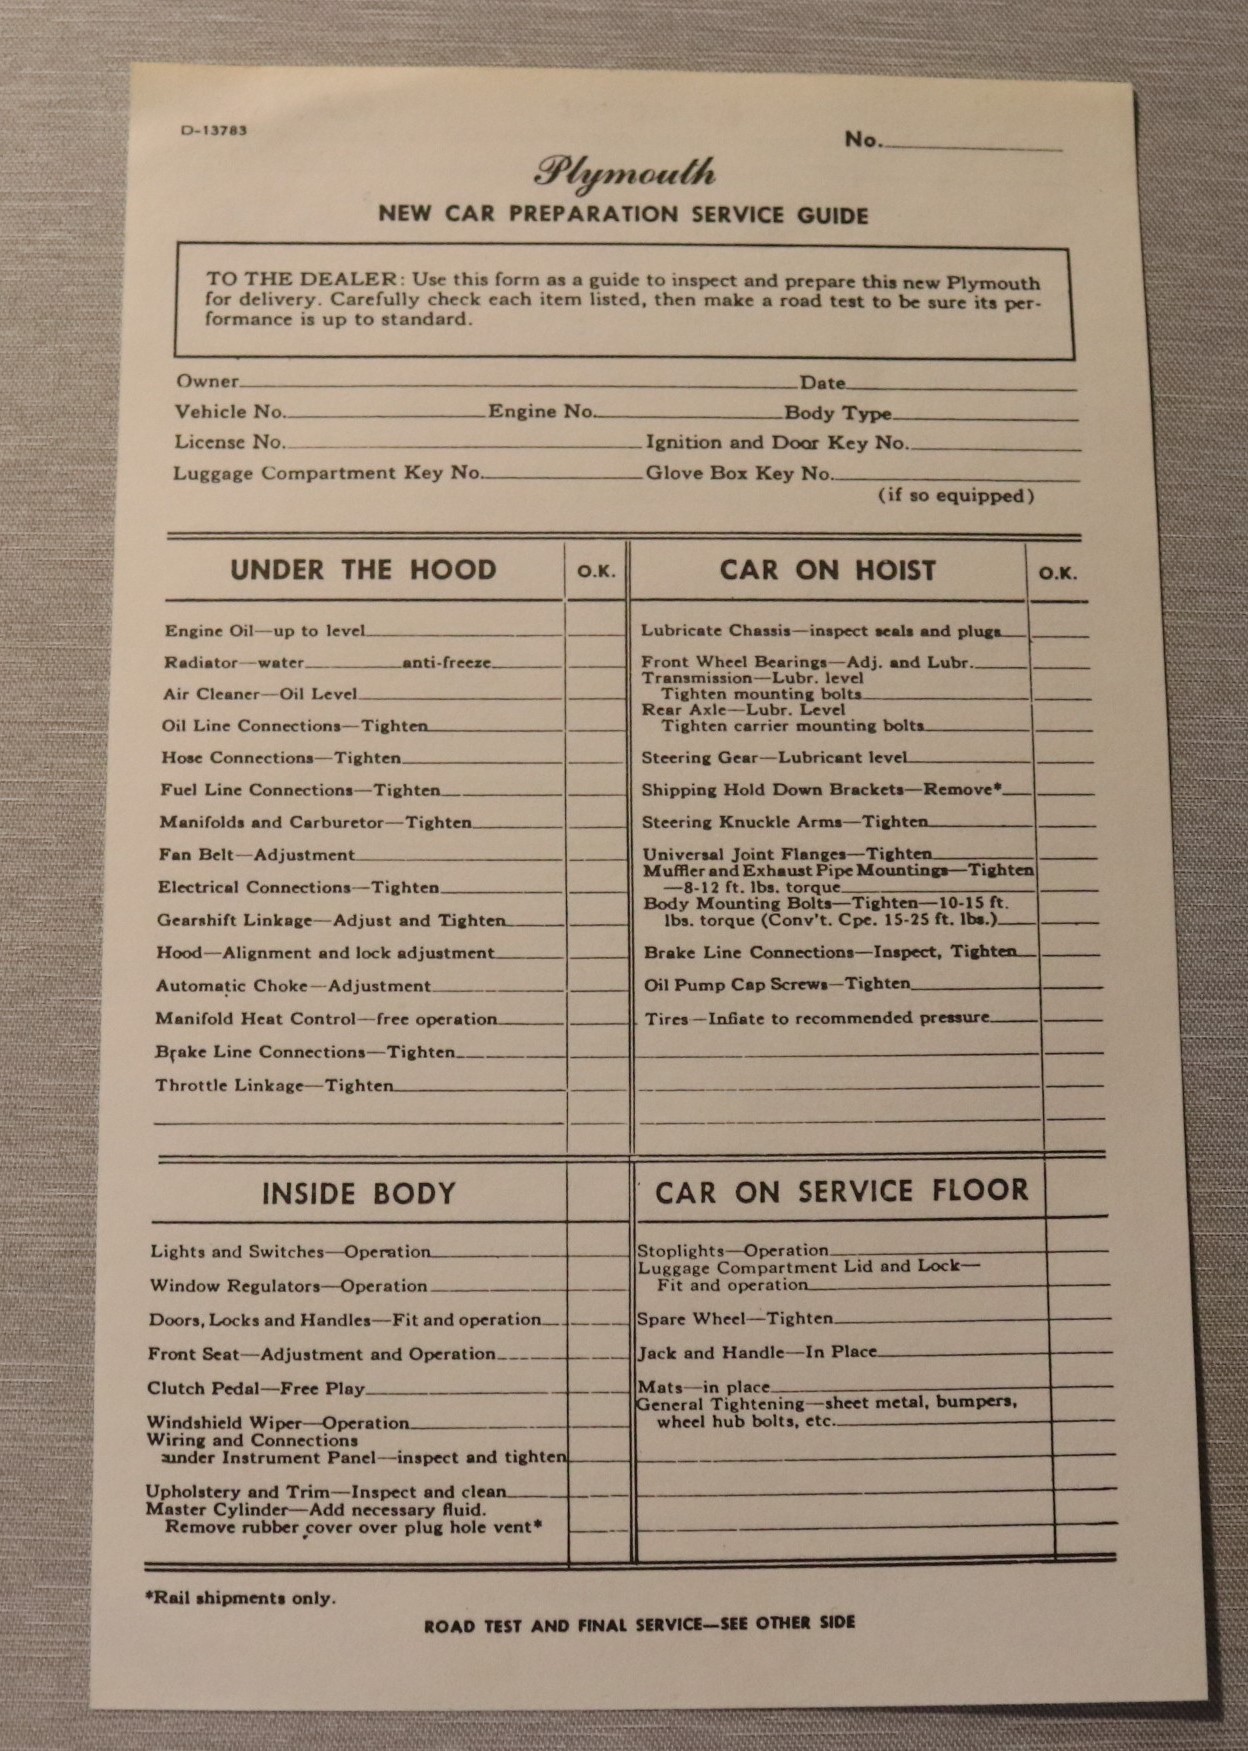 D-13783
No.
Plymouth
NEW CAR PREPARATION SERVICE GUIDE
TO THE DEALER: Use this form as a guide to inspect and prepare this new Plymouth
for delivery. Carefully check each item listed, then make a road test to be sure its per-
formance is up to standard.
Owner Date
Vehicle No. Engine No. Body Type
License No. Ignition and Door Key No.
Luggage Compartment Key No. Glove Box Key No.
(if so equipped)
UNDER THE HOOD O.K.
Engine Oil—up to level
Radiator—water anti-freeze
Air Cleaner—Oil Level
Oil Line Connections—Tighten
Hose Connections—Tighten
Fuel Line Connections—Tighten
Manifolds and Carburetor—Tighten
Fan Belt—Adjustment
Electrical Connections—Tighten
Gearshift Linkage—Adjust and Tighten
Hood—Alignment and lock adjustment
Automatic Choke—Adjustment
Manifold Heat Control—free operation
Brake Line Connections—Tighten
Throttle Linkage—Tighten
CAR ON HOIST O.K.
Lubricate Chassis—inspect seals and plugs
Front Wheel Bearings—Adj. and Lubr.
Transmission—Lubr. level
Tighten mounting bolts
Rear Axle—Lubr. Level
Tighten carrier mounting bolts
Steering Gear—Lubricant level
Shipping Hold Down Brackets—Remove*
Steering Knuckle Arms—Tighten
Universal Joint Flanges—Tighten
Muffler and Exhaust Pipe Mountings—Tighten
—8-12 ft. lbs. torque
Body Mounting Bolts—Tighten—10-15 ft.
lbs. torque (Conv't. Cpe. 15-25 ft. lbs.)
Brake Line Connections—Inspect, Tighten
Oil Pump Cap Screws—Tighten
Tires—Inflate to recommended pressure
INSIDE BODY
Lights and Switches—Operation
Window Regulators—Operation
Doors, Locks and Handles—Fit and operation
Front Seat—Adjustment and Operation
Clutch Pedal—Free Play
Windshield Wiper—Operation
Wiring and Connections
under Instrument Panel—inspect and tighten
Upholstery and Trim—Inspect and clean
Master Cylinder—Add necessary fluid.
Remove rubber cover over plug hole vent*
CAR ON SERVICE FLOOR
Stoplights—Operation
Luggage Compartment Lid and Lock—
Fit and operation
Spare Wheel—Tighten
Jack and Handle—In Place
Mats—in place
General Tightening—sheet metal, bumpers,
wheel hub bolts, etc.
*Rail shipments only.
ROAD TEST AND FINAL SERVICE—SEE OTHER SIDE